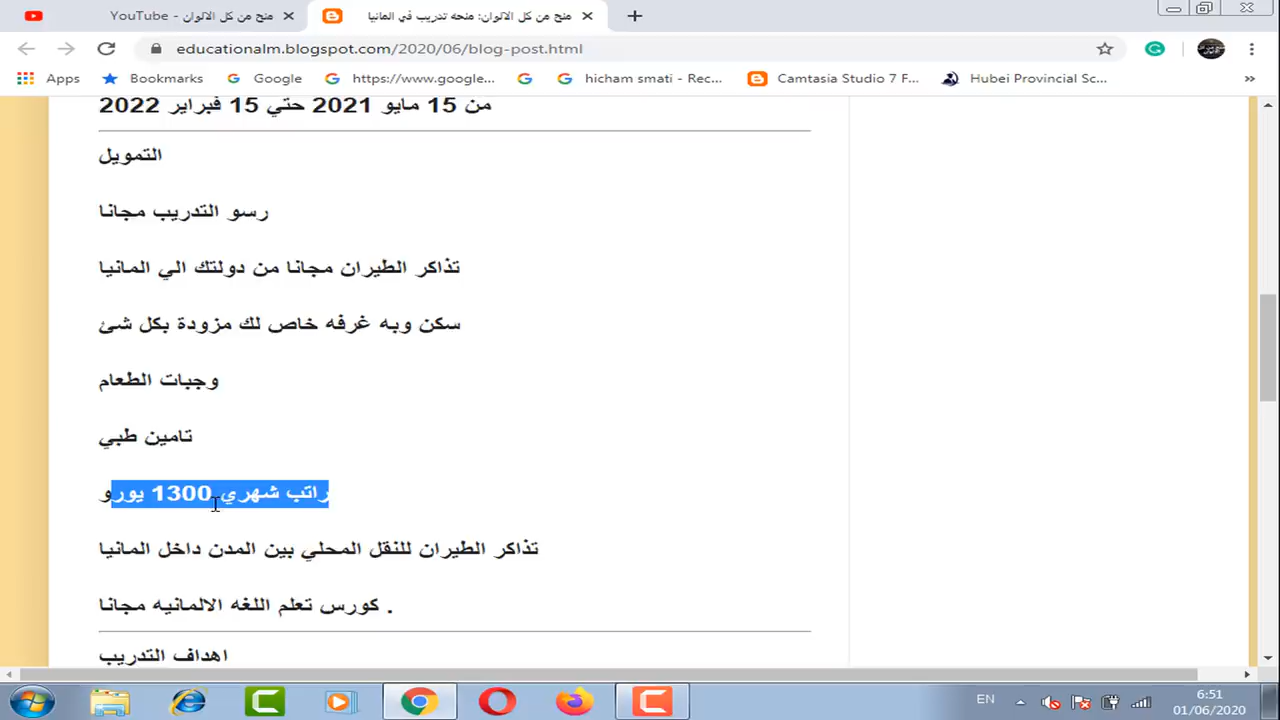 منح من كل الالوان - YouTube
منح من كل الالوان: منحه تدريب في المانيا
educationalm.blogspot.com/2020/06/blog-post.html
Apps
Bookmarks
Google
https://www.google...
hicham smati - Rec...
Camtasia Studio 7 F...
Hubei Provincial Sc...
»
من 15 مايو 2021 حتي 15 فبراير 2022
التمويل
رسو التدريب مجانا
تذاكر الطيران مجانا من دولتك الي المانيا
سكن وبه غرفه خاص لك مزودة بكل شئ
وجبات الطعام
تامين طبي
راتب شهري 1300 يورو
تذاكر الطيران للنقل المحلي بين المدن داخل المانيا
كورس تعلم اللغه الالمانيه مجانا .
اهداف التدريب
EN
6:51
01/06/2020